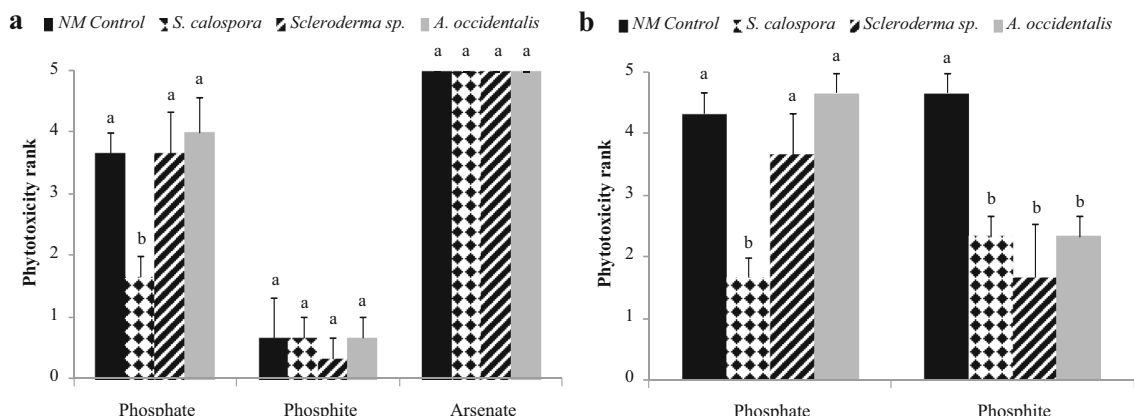 a NM Control S. calospora Scleroderma sp. A. occidentalis
a a a a
5
a
a a
4
3
b
2
a
a a a
1
0
Phytotoxicity rank
Phosphate Phosphite Arsenate
b NM Control S. calospora Scleroderma sp. A. occidentalis
a a
a
5
a
4
3
b b b
b
2
1
0
Phytotoxicity rank
Phosphate Phosphite